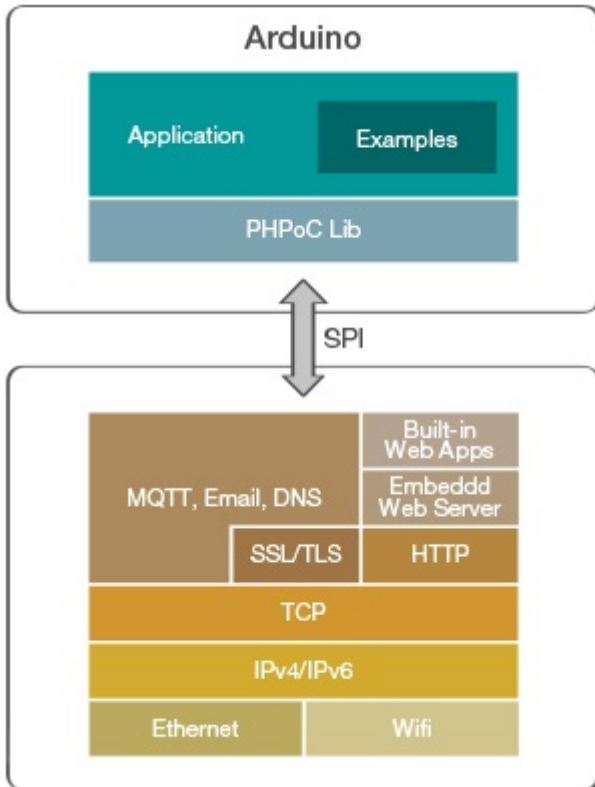 Arduino
Application
Examples
PHPoC Lib
SPI
Built-in
Web Apps
MQTT, Email, DNS
Embeddd
Web Server
SSL/TLS
HTTP
TCP
IPv4/IPv6
Ethernet
Wifi